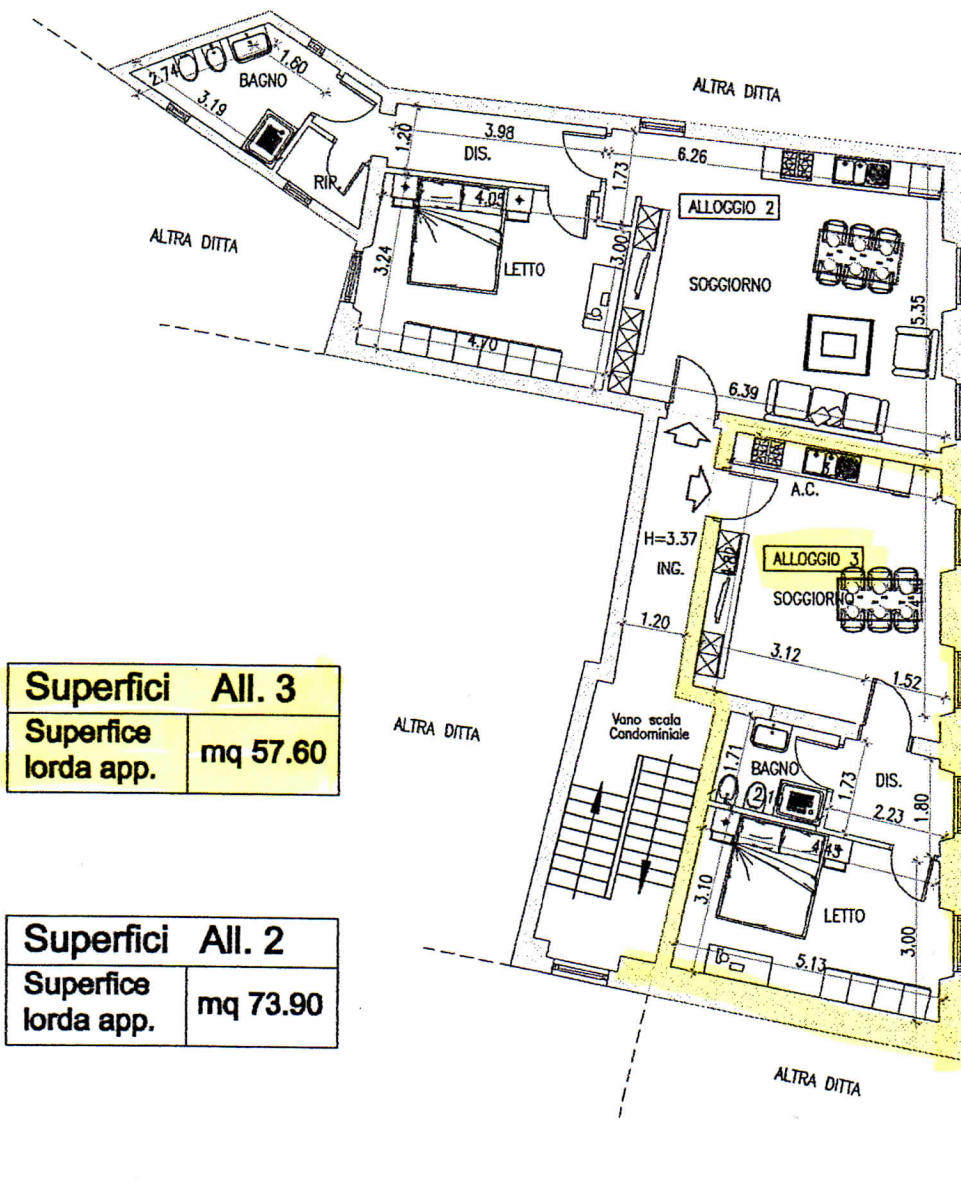 ALTRA DITTA
1.60
2.74
BAGNO
3.19
1.20
3.98
DIS.
6.26
1.73
RIP.
4.05
ALLOGGIO 2
ALTRA DITTA
3.24
LETTO
3.00
SOGGIORNO
5.35
4.70
6.39
A.C.
H=3.37
ING.
ALLOGGIO 3
SOGGIORNO
1.20
3.12
1.52
Superfici All. 3
Superfice
lorda app.
mq 57.60
ALTRA DITTA
Vano scala
Condominiale
1.71
BAGNO
1.73
DIS.
2.23
1.80
4.43
3.10
LETTO
3.00
5.13
Superfici All. 2
Superfice
lorda app.
mq 73.90
ALTRA DITTA